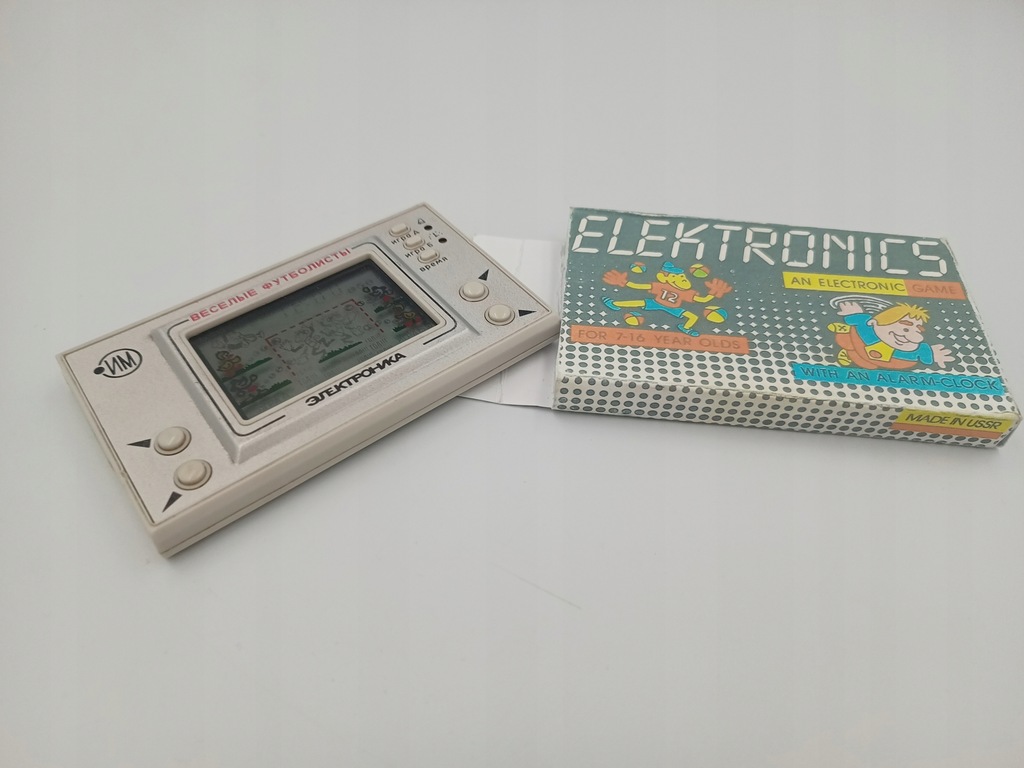 ВЕСЁЛЫЕ ФУТБОЛИСТЫ
игра А
игра Б
время
ИМ
ЭЛЕКТРОНИКА
ELEKTRONICS
AN ELECTRONIC GAME
12
FOR 7-16 YEAR OLDS
WITH AN ALARM-CLOCK
MADE IN USSR